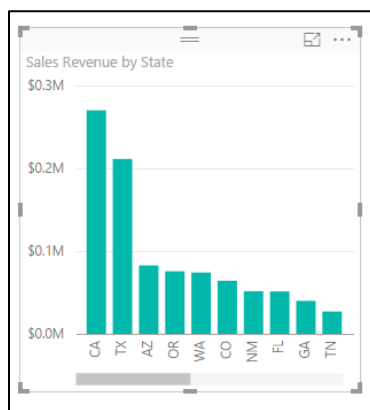 Sales Revenue by State
$0.3M
$0.2M
$0.1M
$0.0M
CA TX AZ OR WA CO NM FL GA TN